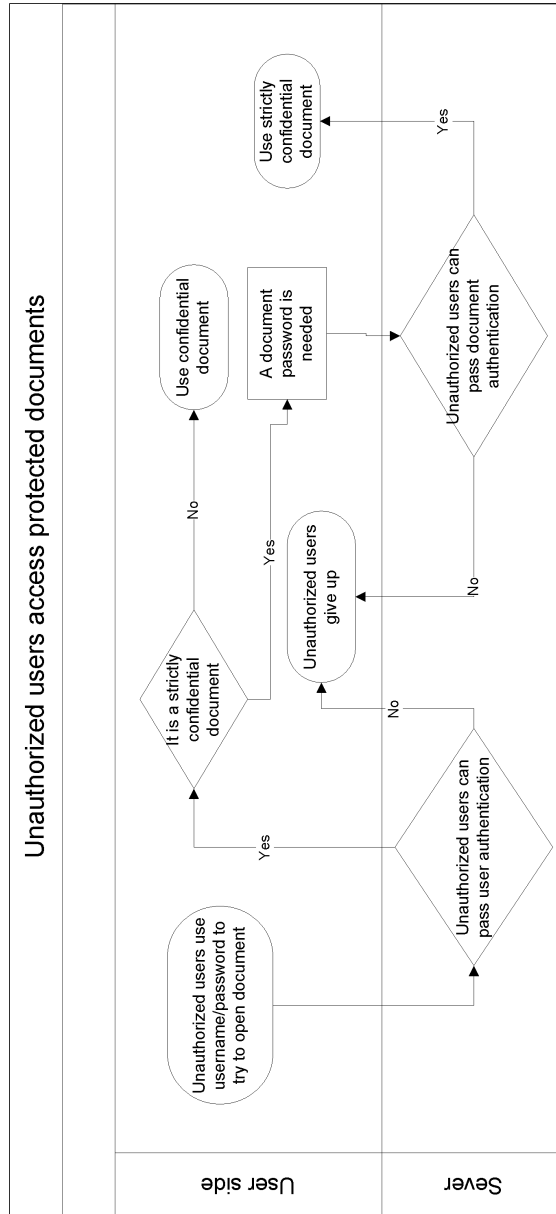 Unauthorized users access protected documents
User side
Sever
Unauthorized users use
username/password to
try to open document
Unauthorized users can
pass user authentication
Yes
No
It is a strictly
confidential
document
No
Yes
Use confidential
document
Unauthorized users
give up
A document
password is
needed
Unauthorized users can
pass document
authentication
No
Yes
Use strictly
confidential
document